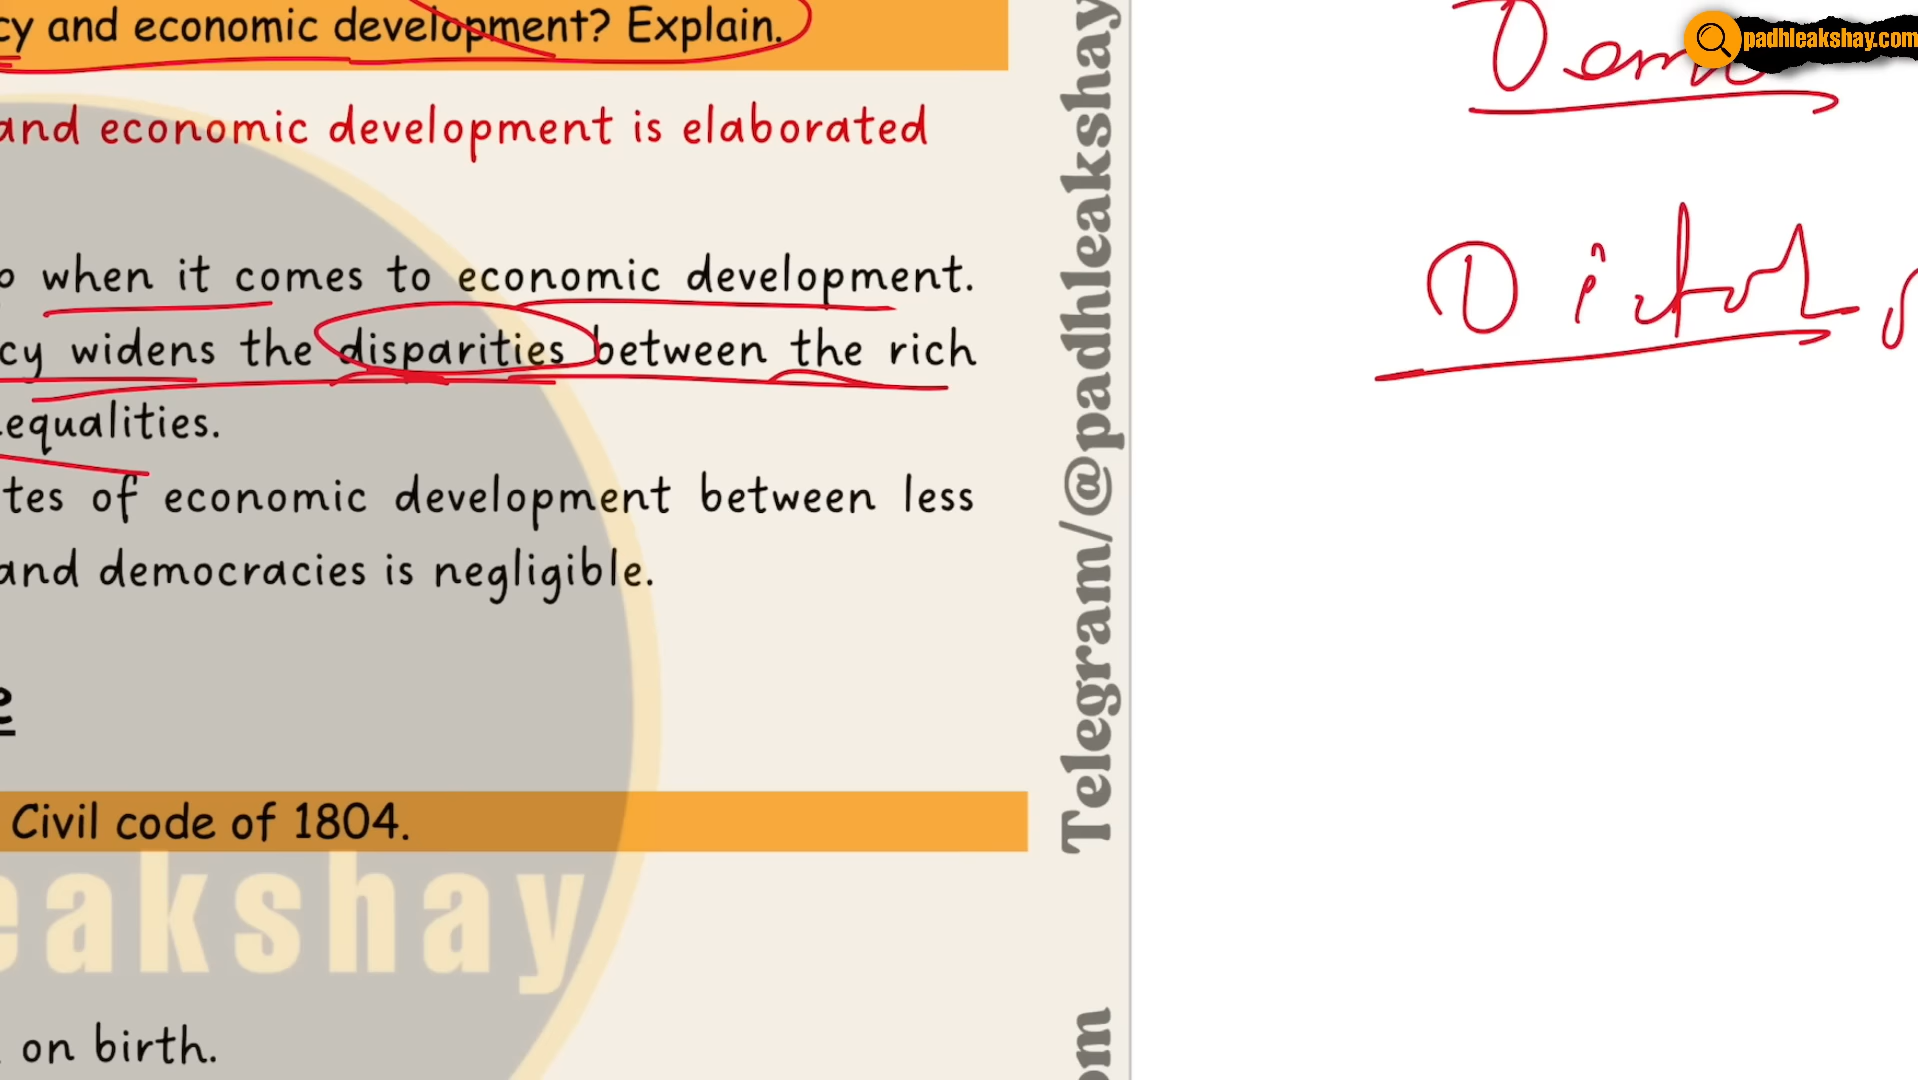 cy and economic development? Explain.
and economic development is elaborated
when it comes to economic development.
cy widens the disparities between the rich
equalities.
tes of economic development between less
and democracies is negligible.
e
Civil code of 1804.
eakshay
on birth.
Telegram/@padhleakshay
om
padhleakshay.com